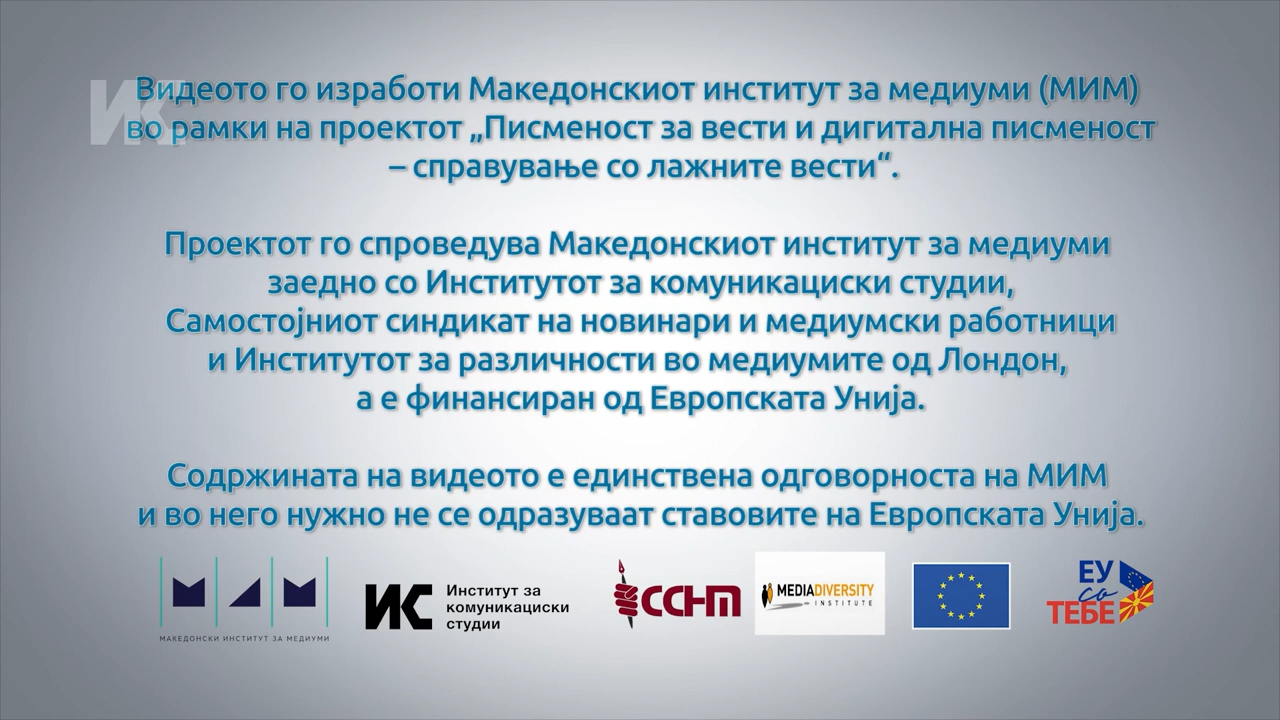 Видеото го изработи Македонскиот институт за медиуми (МИМ)
во рамки на проектот „Писменост за вести и дигитална писменост
– справување со лажните вести“.
Проектот го спроведува Македонскиот институт за медиуми
заедно со Институтот за комуникациски студии,
Самостојниот синдикат на новинари и медиумски работници
и Институтот за различности во медиумите од Лондон,
а е финансиран од Европската Унија.
Содржината на видеото е единствена одговорноста на МИМ
и во него нужно не се одразуваат ставовите на Европската Унија.
МИМ
МАКЕДОНСКИ ИНСТИТУТ ЗА МЕДИУМИ
ИС
Институт за
комуникациски
студии
ССНМ
MEDIADIVERSITY
INSTITUTE
ЕУ
со
ТЕБЕ